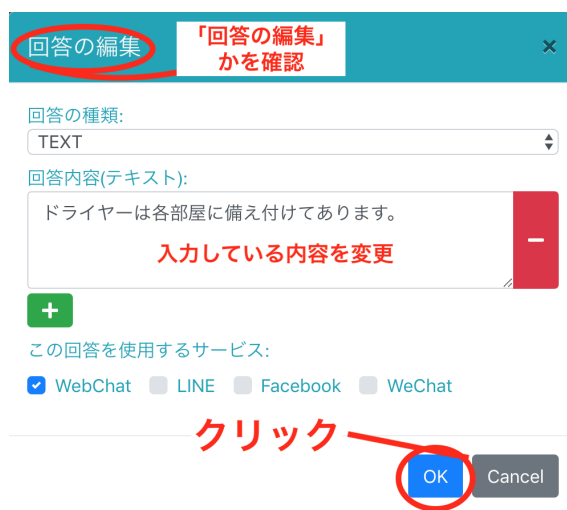 回答の編集
「回答の編集」
かを確認
×
回答の種類:
TEXT
回答内容(テキスト):
ドライヤーは各部屋に備え付けてあります。
入力している内容を変更
この回答を使用するサービス:
WebChat LINE Facebook WeChat
クリック
OK Cancel